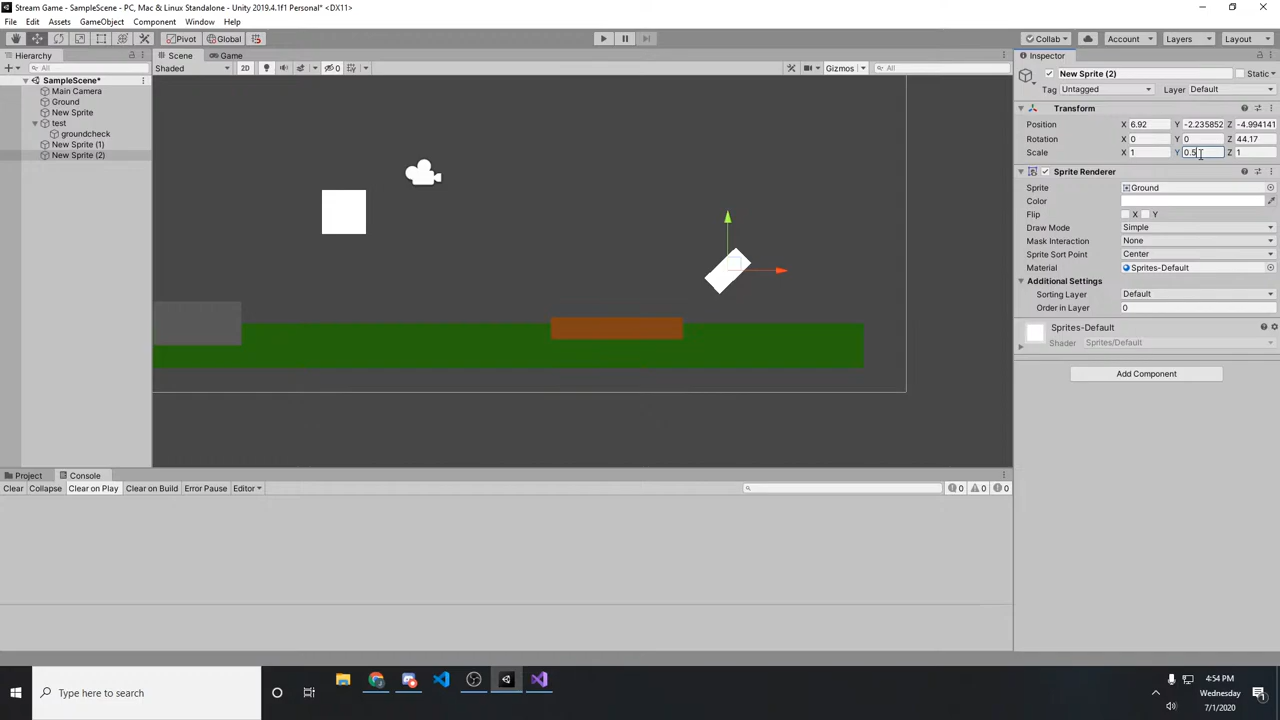 Stream Game - SampleScene - PC, Mac & Linux Standalone - Unity 2019.4.1f1 Personal* <DX11>
File Edit Assets GameObject Component Window Help
Pivot Global Collab Account Layers Layout
Hierarchy Scene Game Inspector
All Shaded 2D 0 Gizmos All
New Sprite (2) Static
SampleScene*
Main Camera
Ground
New Sprite
test
groundcheck
New Sprite (1)
New Sprite (2)
Tag Untagged Layer Default
Transform
Position X 6.92 Y -2.235852 Z -4.994141
Rotation X 0 Y 0 Z 44.17
Scale X 1 Y 0.5 Z 1
Sprite Renderer
Sprite Ground
Color
Flip X Y
Draw Mode Simple
Mask Interaction None
Sprite Sort Point Center
Material Sprites-Default
Additional Settings
Sorting Layer Default
Order in Layer 0
Sprites-Default
Shader Sprites/Default
Add Component
Project Console
Clear Collapse Clear on Play Clear on Build Error Pause Editor 0 0 0
Type here to search
4:54 PM
Wednesday
7/1/2020